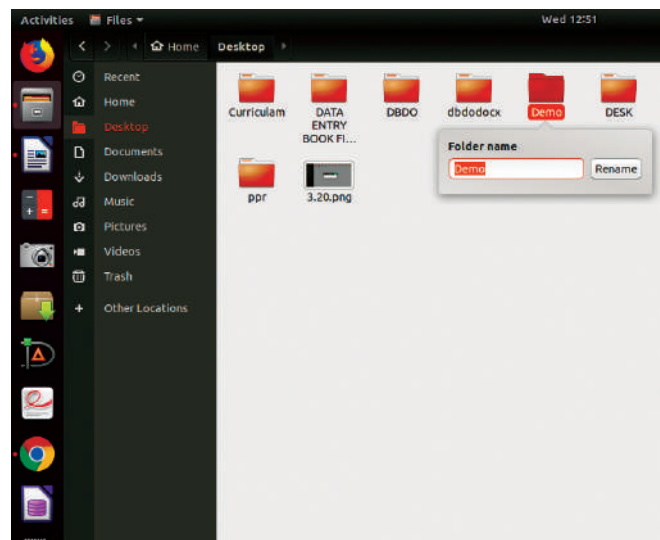 Activities Files
Wed 12:51
Home Desktop
Recent
Home
Desktop
Documents
Downloads
Music
Pictures
Videos
Trash
Other Locations
Curriculam
DATA
ENTRY
BOOK FI...
DBDO
dbdodocx
Demo
DESK
Folder name
Demo
Rename
ppr
3.20.png